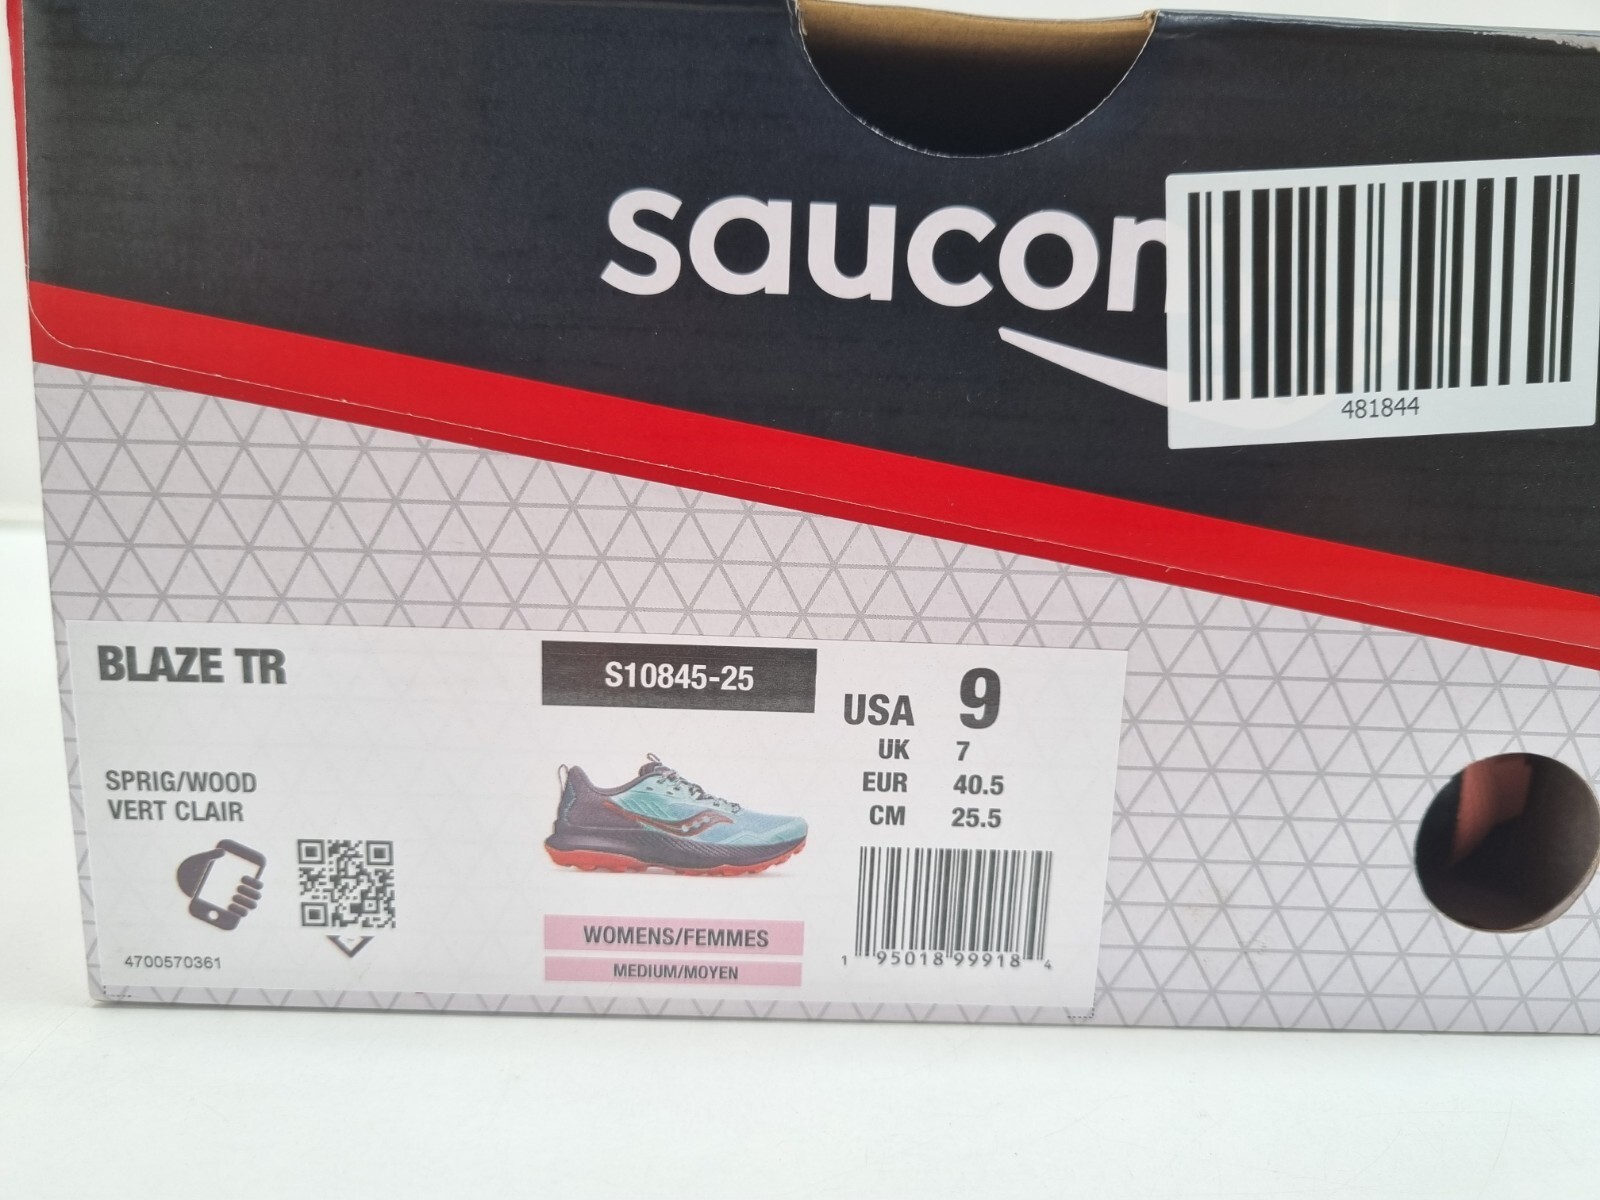 saucon
481844
BLAZE TR
S10845-25
USA 9
UK 7
EUR 40.5
CM 25.5
SPRIG/WOOD
VERT CLAIR
WOMENS/FEMMES
MEDIUM/MOYEN
4700570361
1 95018 99918 4